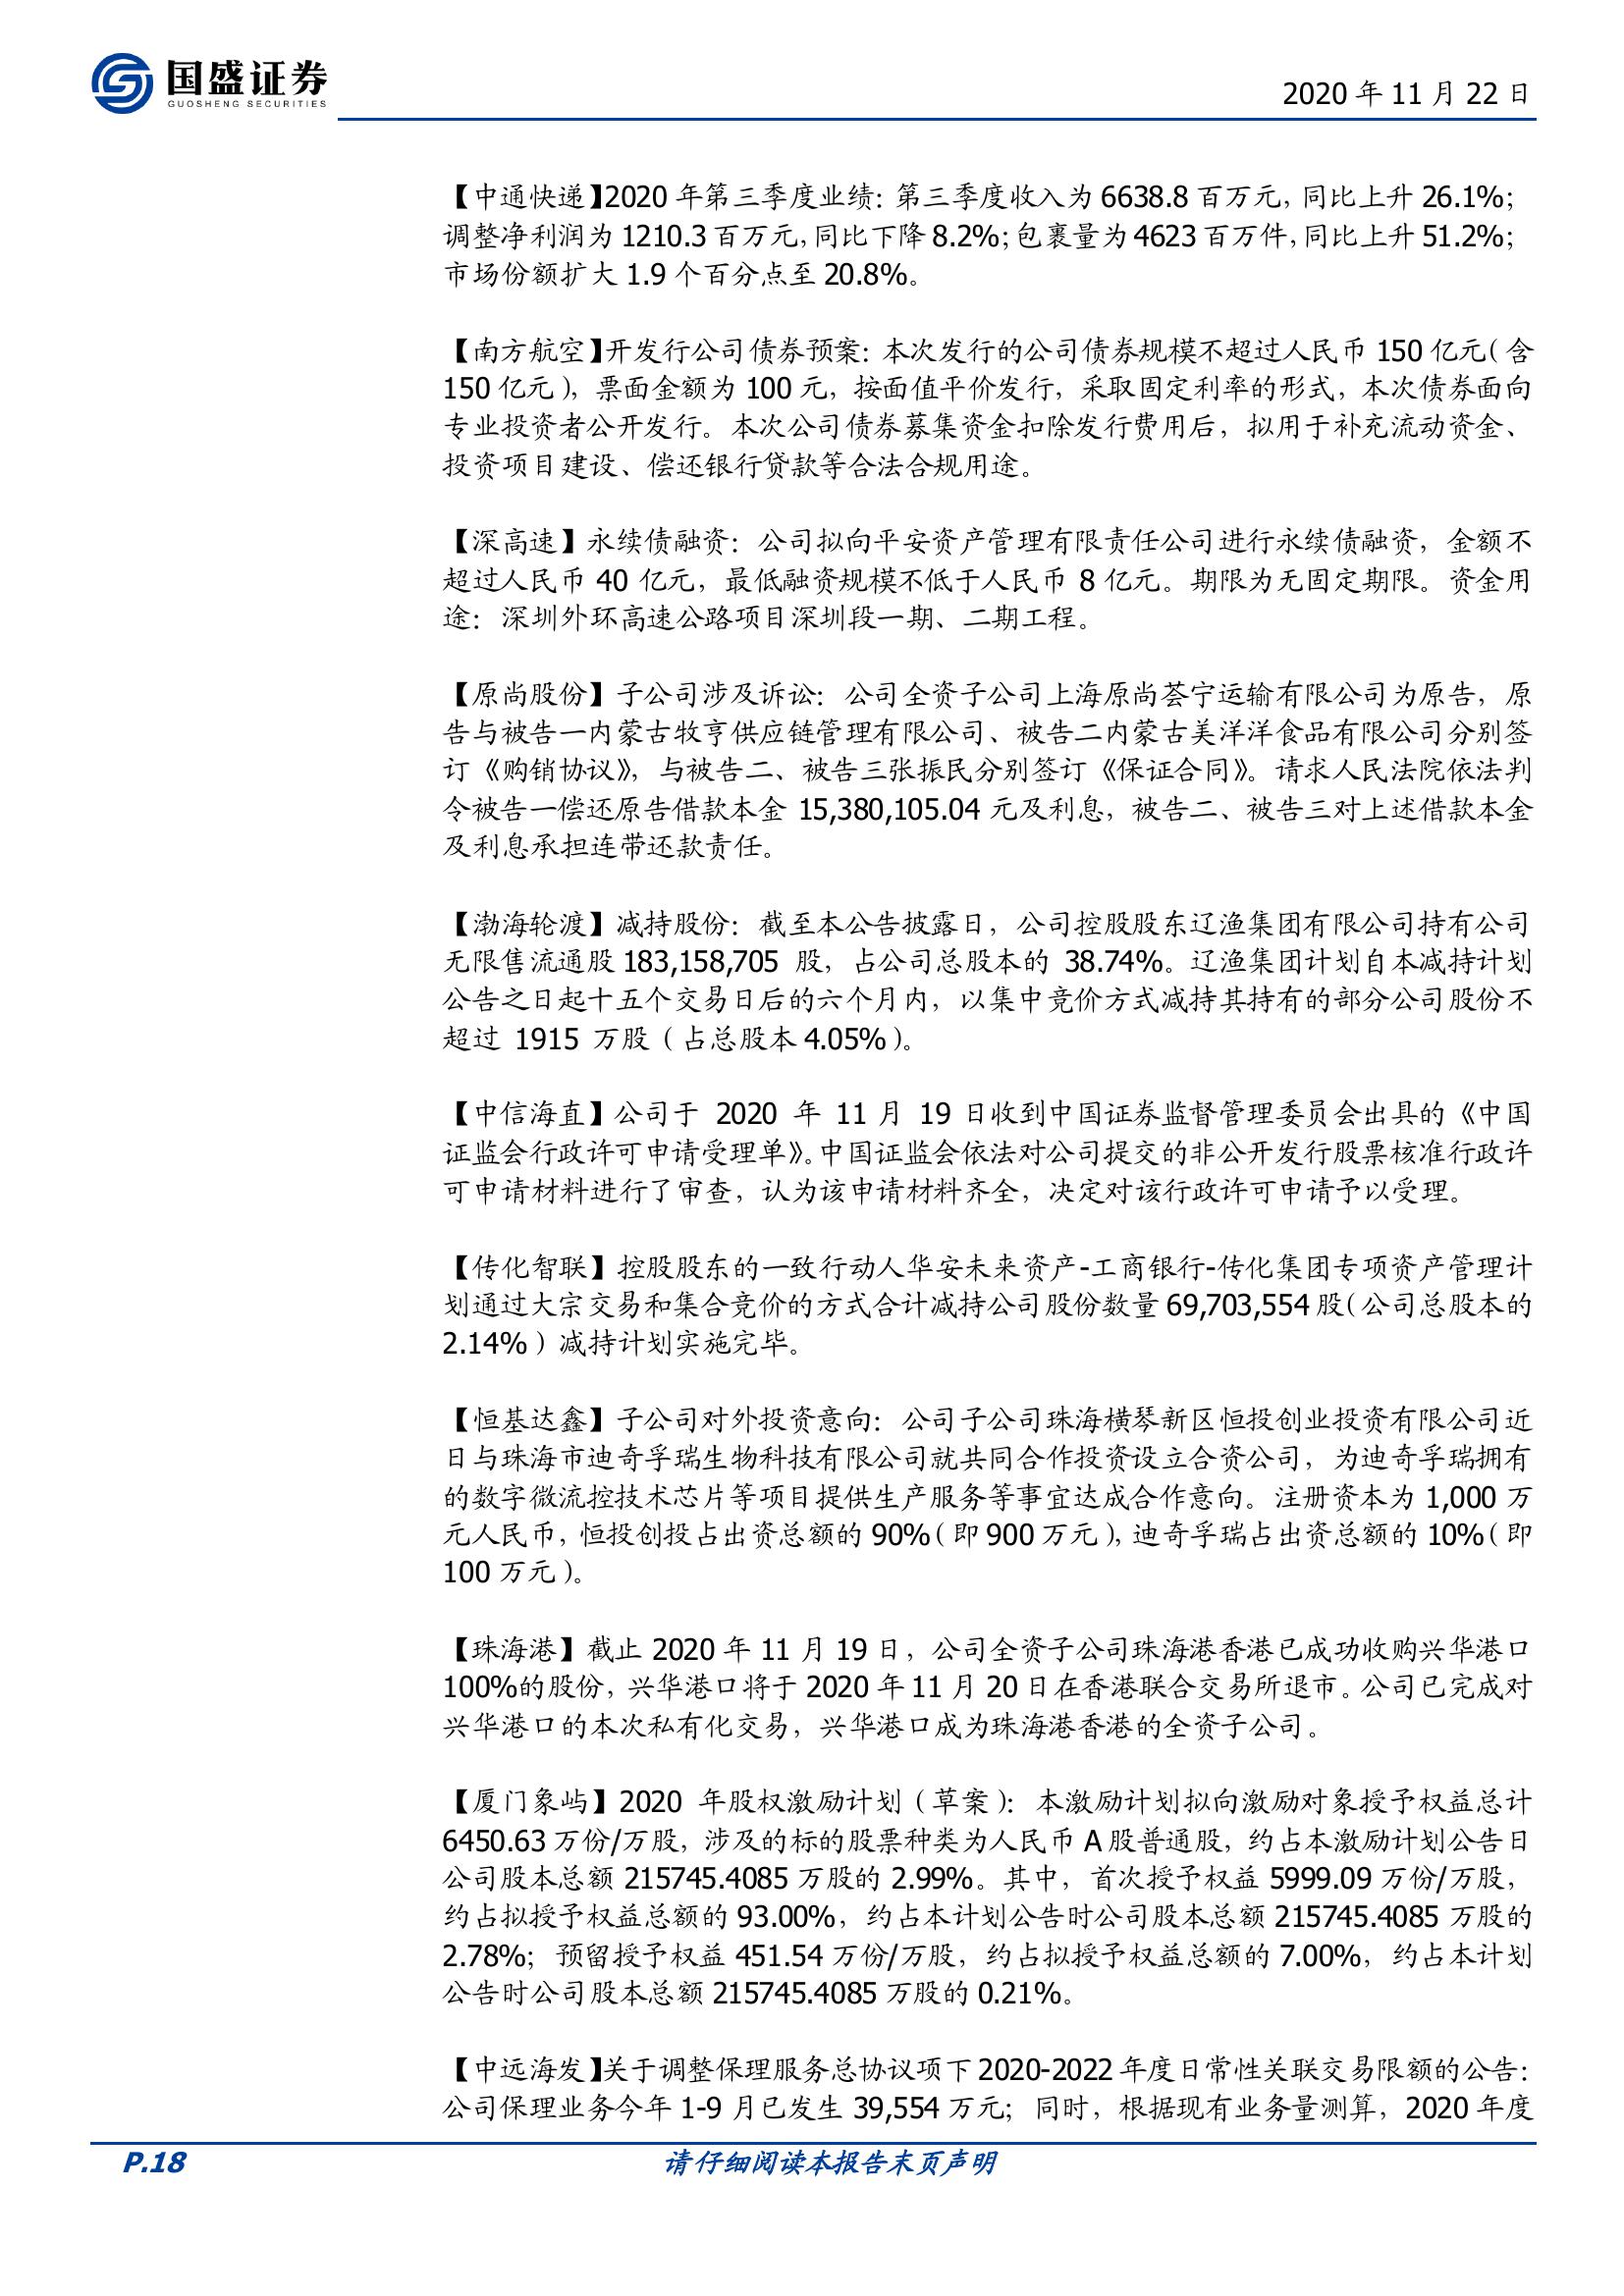 国盛证券
GUOSHENG SECURITIES
2020 年 11 月 22 日
【中通快递】2020 年第三季度业绩：第三季度收入为 6638.8 百万元，同比上升 26.1%；
调整净利润为 1210.3 百万元，同比下降 8.2%；包裹量为 4623 百万件，同比上升 51.2%；
市场份额扩大 1.9 个百分点至 20.8%。
【南方航空】开发行公司债券预案：本次发行的公司债券规模不超过人民币 150 亿元（含
150 亿元），票面金额为 100 元，按面值平价发行，采取固定利率的形式，本次债券面向
专业投资者公开发行。本次公司债券募集资金扣除发行费用后，拟用于补充流动资金、
投资项目建设、偿还银行贷款等合法合规用途。
【深高速】永续债融资：公司拟向平安资产管理有限责任公司进行永续债融资，金额不
超过人民币 40 亿元，最低融资规模不低于人民币 8 亿元。期限为无固定期限。资金用
途：深圳外环高速公路项目深圳段一期、二期工程。
【原尚股份】子公司涉及诉讼：公司全资子公司上海原尚荟宁运输有限公司为原告，原
告与被告一内蒙古牧亨供应链管理有限公司、被告二内蒙古美洋洋食品有限公司分别签
订《购销协议》，与被告二、被告三张振民分别签订《保证合同》。请求人民法院依法判
令被告一偿还原告借款本金 15,380,105.04 元及利息，被告二、被告三对上述借款本金
及利息承担连带还款责任。
【渤海轮渡】减持股份：截至本公告披露日，公司控股股东辽渔集团有限公司持有公司
无限售流通股 183,158,705 股，占公司总股本的 38.74%。辽渔集团计划自本减持计划
公告之日起十五个交易日后的六个月内，以集中竞价方式减持其持有的部分公司股份不
超过 1915 万股（占总股本 4.05%）。
【中信海直】公司于 2020 年 11 月 19 日收到中国证券监督管理委员会出具的《中国
证监会行政许可申请受理单》。中国证监会依法对公司提交的非公开发行股票核准行政许
可申请材料进行了审查，认为该申请材料齐全，决定对该行政许可申请予以受理。
【传化智联】控股股东的一致行动人华安未来资产-工商银行-传化集团专项资产管理计
划通过大宗交易和集合竞价的方式合计减持公司股份数量 69,703,554 股（公司总股本的
2.14%）减持计划实施完毕。
【恒基达鑫】子公司对外投资意向：公司子公司珠海横琴新区恒投创业投资有限公司近
日与珠海市迪奇孚瑞生物科技有限公司就共同合作投资设立合资公司，为迪奇孚瑞拥有
的数字微流控技术芯片等项目提供生产服务等事宜达成合作意向。注册资本为 1,000 万
元人民币，恒投创投占出资总额的 90%（即 900 万元），迪奇孚瑞占出资总额的 10%（即
100 万元）。
【珠海港】截止 2020 年 11 月 19 日，公司全资子公司珠海港香港已成功收购兴华港口
100%的股份，兴华港口将于 2020 年 11 月 20 日在香港联合交易所退市。公司已完成对
兴华港口的本次私有化交易，兴华港口成为珠海港香港的全资子公司。
【厦门象屿】2020 年股权激励计划（草案）：本激励计划拟向激励对象授予权益总计
6450.63 万份/万股，涉及的标的股票种类为人民币 A 股普通股，约占本激励计划公告日
公司股本总额 215745.4085 万股的 2.99%。其中，首次授予权益 5999.09 万份/万股，
约占拟授予权益总额的 93.00%，约占本计划公告时公司股本总额 215745.4085 万股的
2.78%；预留授予权益 451.54 万份/万股，约占拟授予权益总额的 7.00%，约占本计划
公告时公司股本总额 215745.4085 万股的 0.21%。
【中远海发】关于调整保理服务总协议项下 2020-2022 年度日常性关联交易限额的公告：
公司保理业务今年 1-9 月已发生 39,554 万元；同时，根据现有业务量测算，2020 年度
P.18
请仔细阅读本报告末页声明